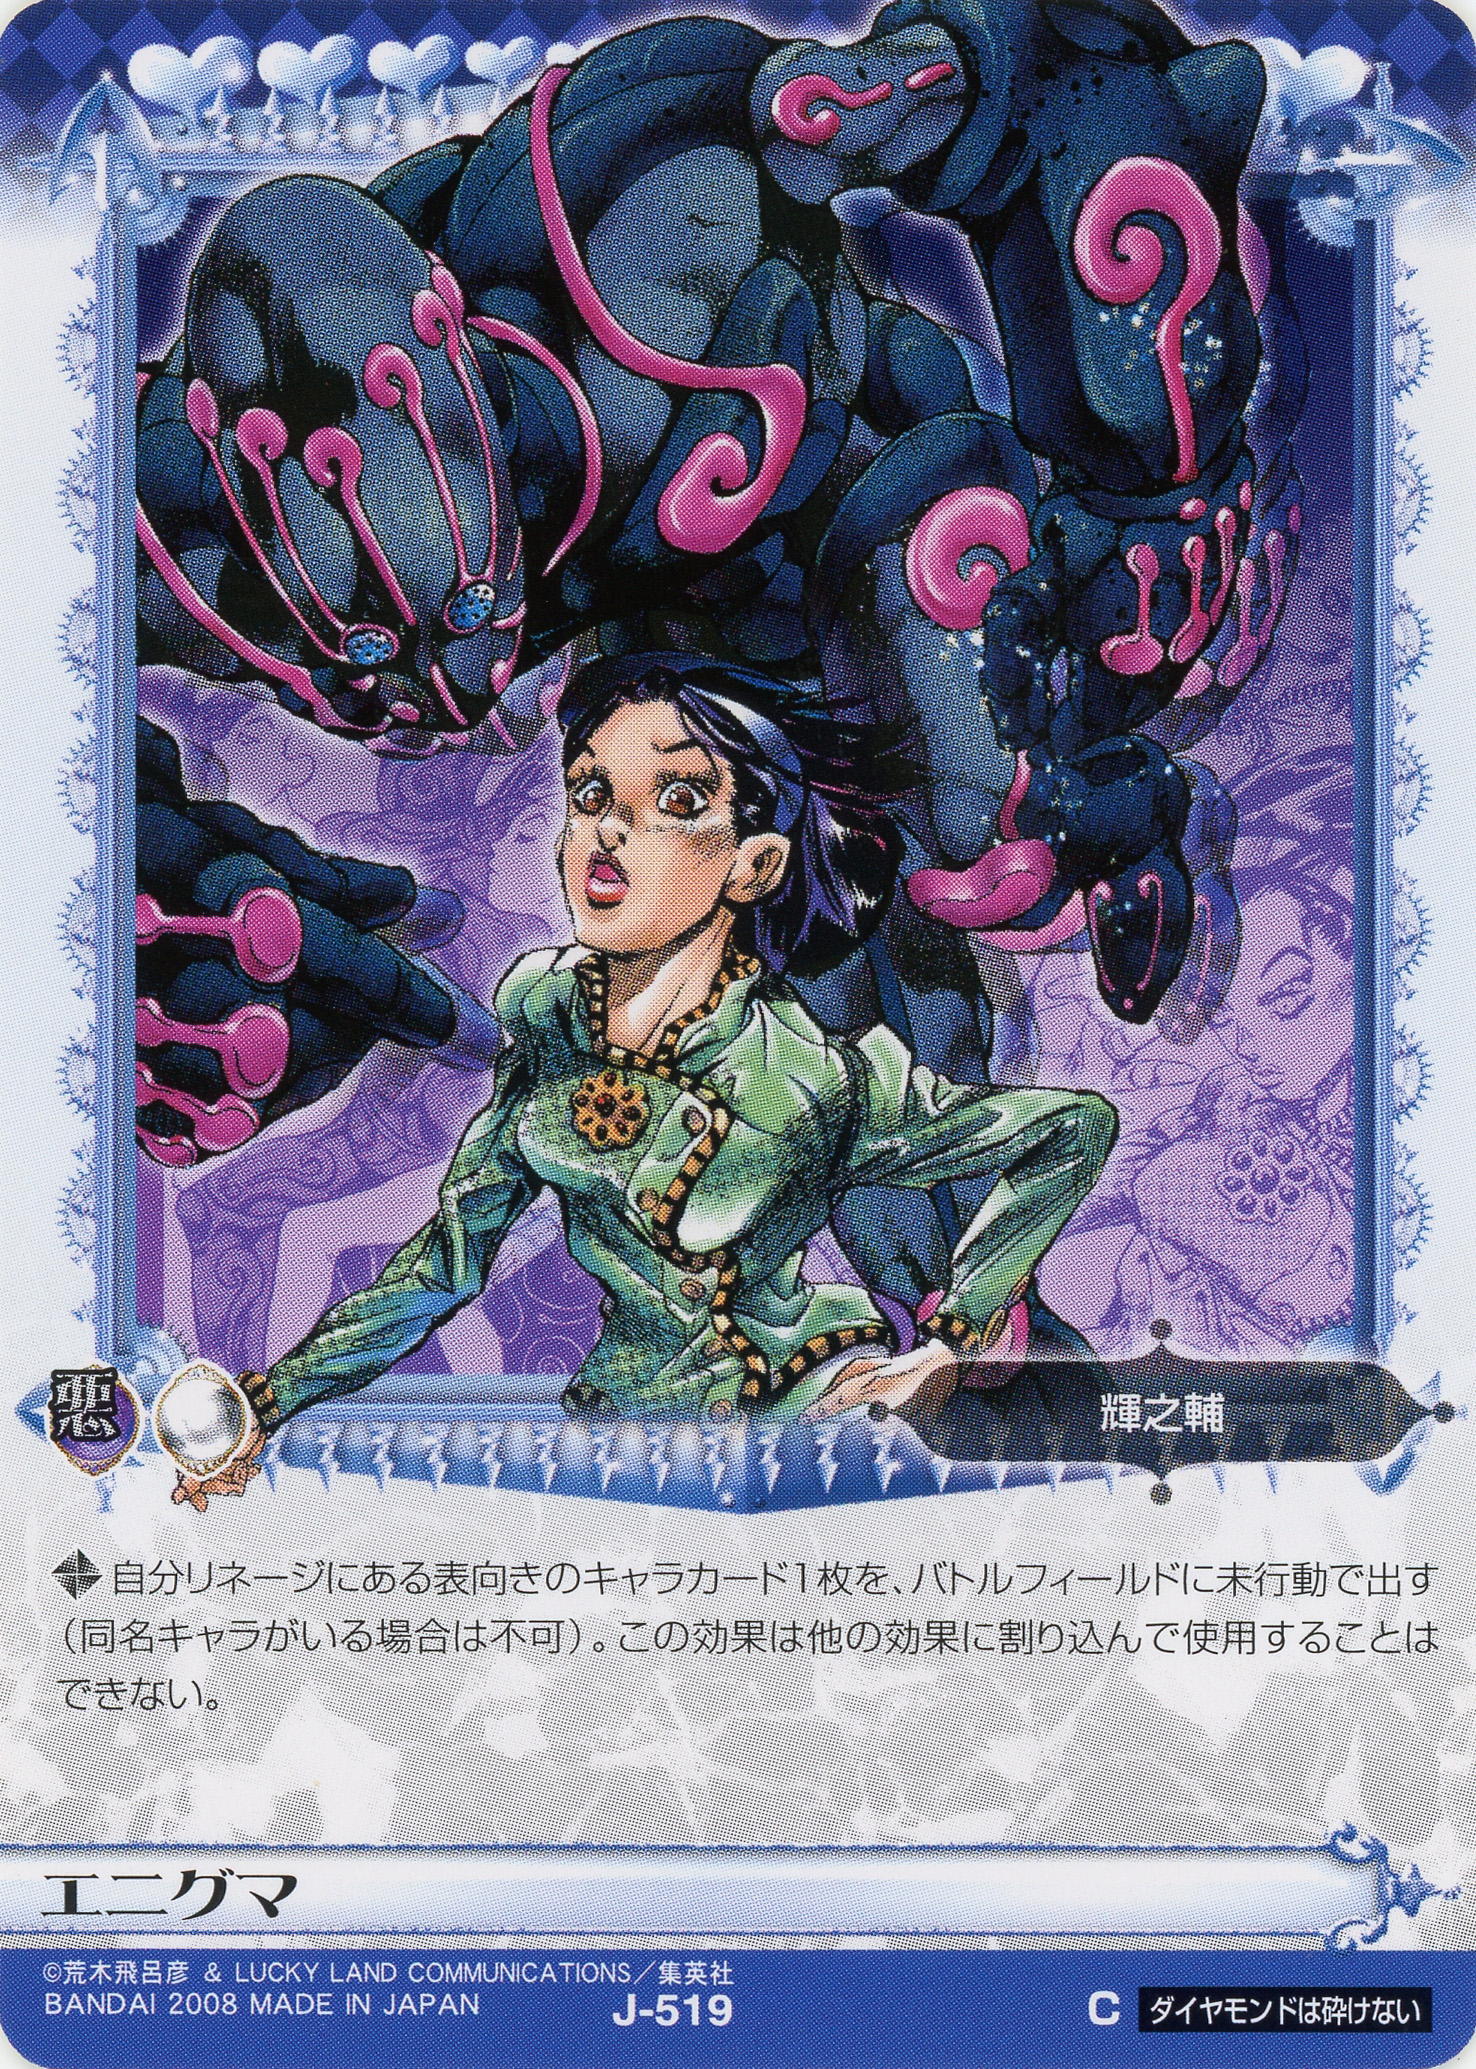 悪
輝之輔
自分リネージにある表向きのキャラカード1枚を、バトルフィールドに未行動で出す
（同名キャラがいる場合は不可）。この効果は他の効果に割り込んで使用することは
できない。
エニグマ
©荒木飛呂彦 & LUCKY LAND COMMUNICATIONS／集英社
BANDAI 2008 MADE IN JAPAN
J-519
C ダイヤモンドは砕けない